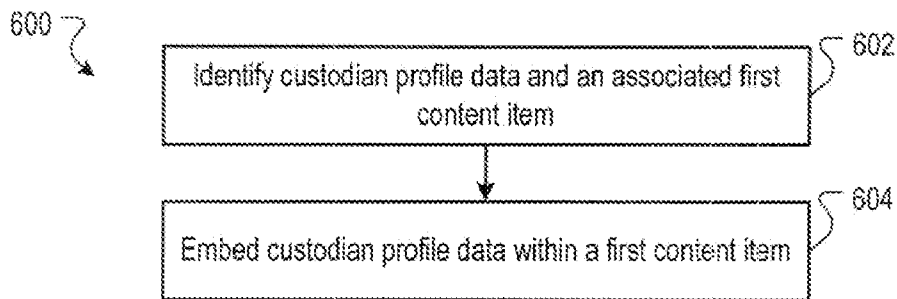 600
602
Identify custodian profile data and an associated first
content item
604
Embed custodian profile data within a first content item